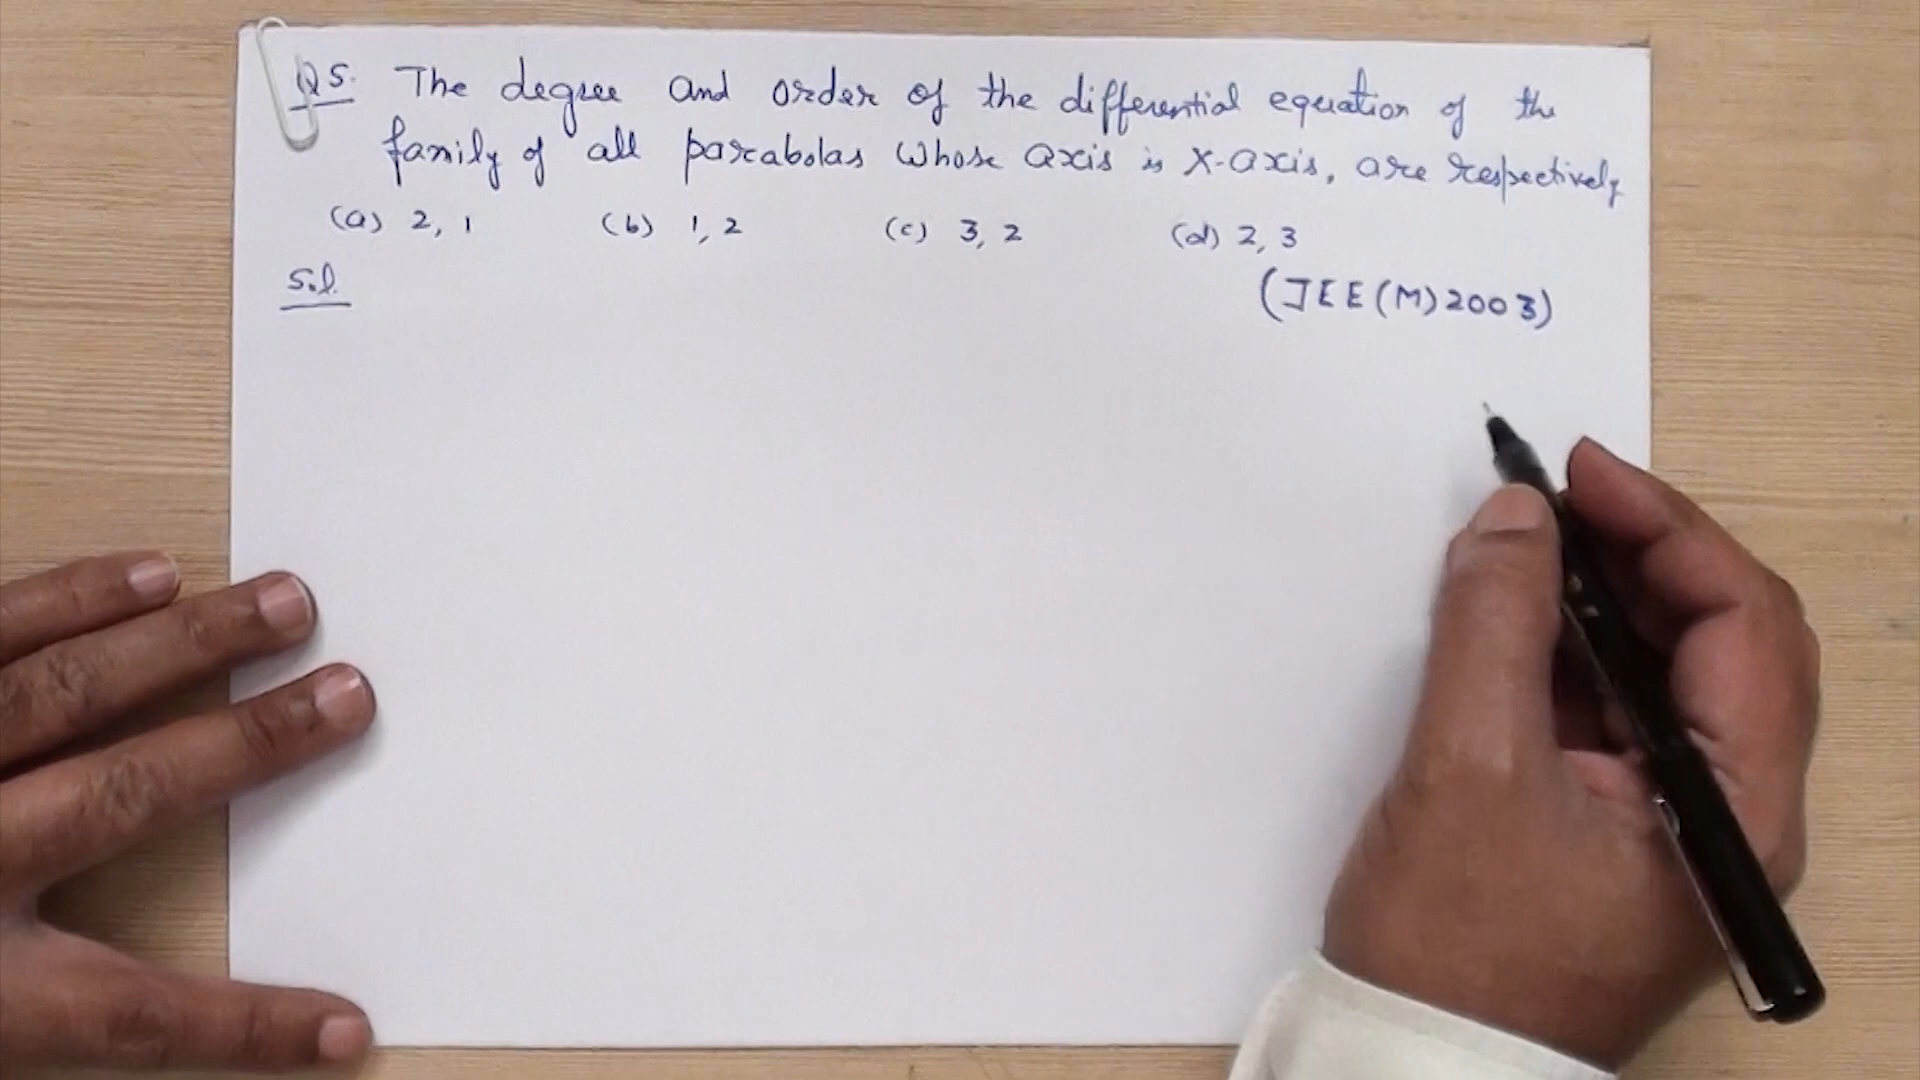 Q5. The degree and order of the differential equation of the
family of all parabolas whose axis is X-axis, are respectively
(a) 2, 1 (b) 1, 2 (c) 3, 2 (d) 2, 3
Sol.
(JEE(M)2003)